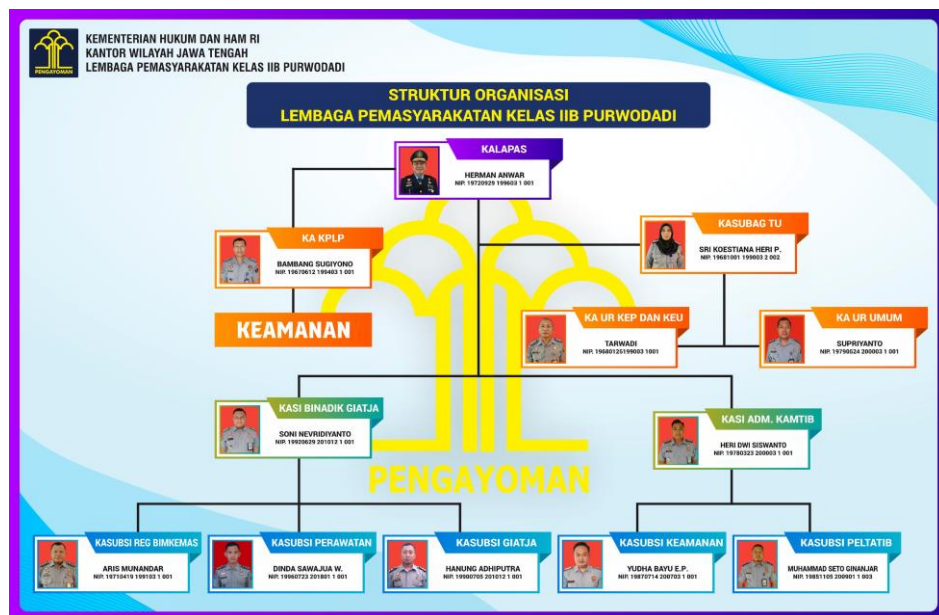 KEMENTERIAN HUKUM DAN HAM RI
KANTOR WILAYAH JAWA TENGAH
LEMBAGA PEMASYARAKATAN KELAS IIB PURWODADI
PENGAYOMAN
STRUKTUR ORGANISASI
LEMBAGA PEMASYARAKATAN KELAS IIB PURWODADI
KALAPAS
HERMAN ANWAR
NIP. 19720929 199603 1 001
KA KPLP
BAMBANG SUGIYONO
NIP. 19670612 199403 1 001
KEAMANAN
KASUBAG TU
SRI KOESTIANA HERI P.
NIP. 19681001 199003 2 002
KA UR KEP DAN KEU
TARWADI
NIP. 19680125199003 1001
KA UR UMUM
SUPRIYANTO
NIP. 19790524 200003 1 001
KASI BINADIK GIATJA
SONI NEVRIDIYANTO
NIP. 19920629 201012 1 001
KASI ADM. KAMTIB
HERI DWI SISWANTO
NIP. 19780323 200003 1 001
PENGAYOMAN
KASUBSI REG BIMKEMAS
ARIS MUNANDAR
NIP. 19710419 199103 1 001
KASUBSI PERAWATAN
DINDA SAWAJUA W.
NIP. 19960723 201801 1 001
KASUBSI GIATJA
HANUNG ADHIPUTRA
NIP. 19900705 201012 1 001
KASUBSI KEAMANAN
YUDHA BAYU E.P.
NIP. 19870714 200703 1 001
KASUBSI PELTATIB
MUHAMMAD SETO GINANJAR
NIP. 19851105 200901 1 003